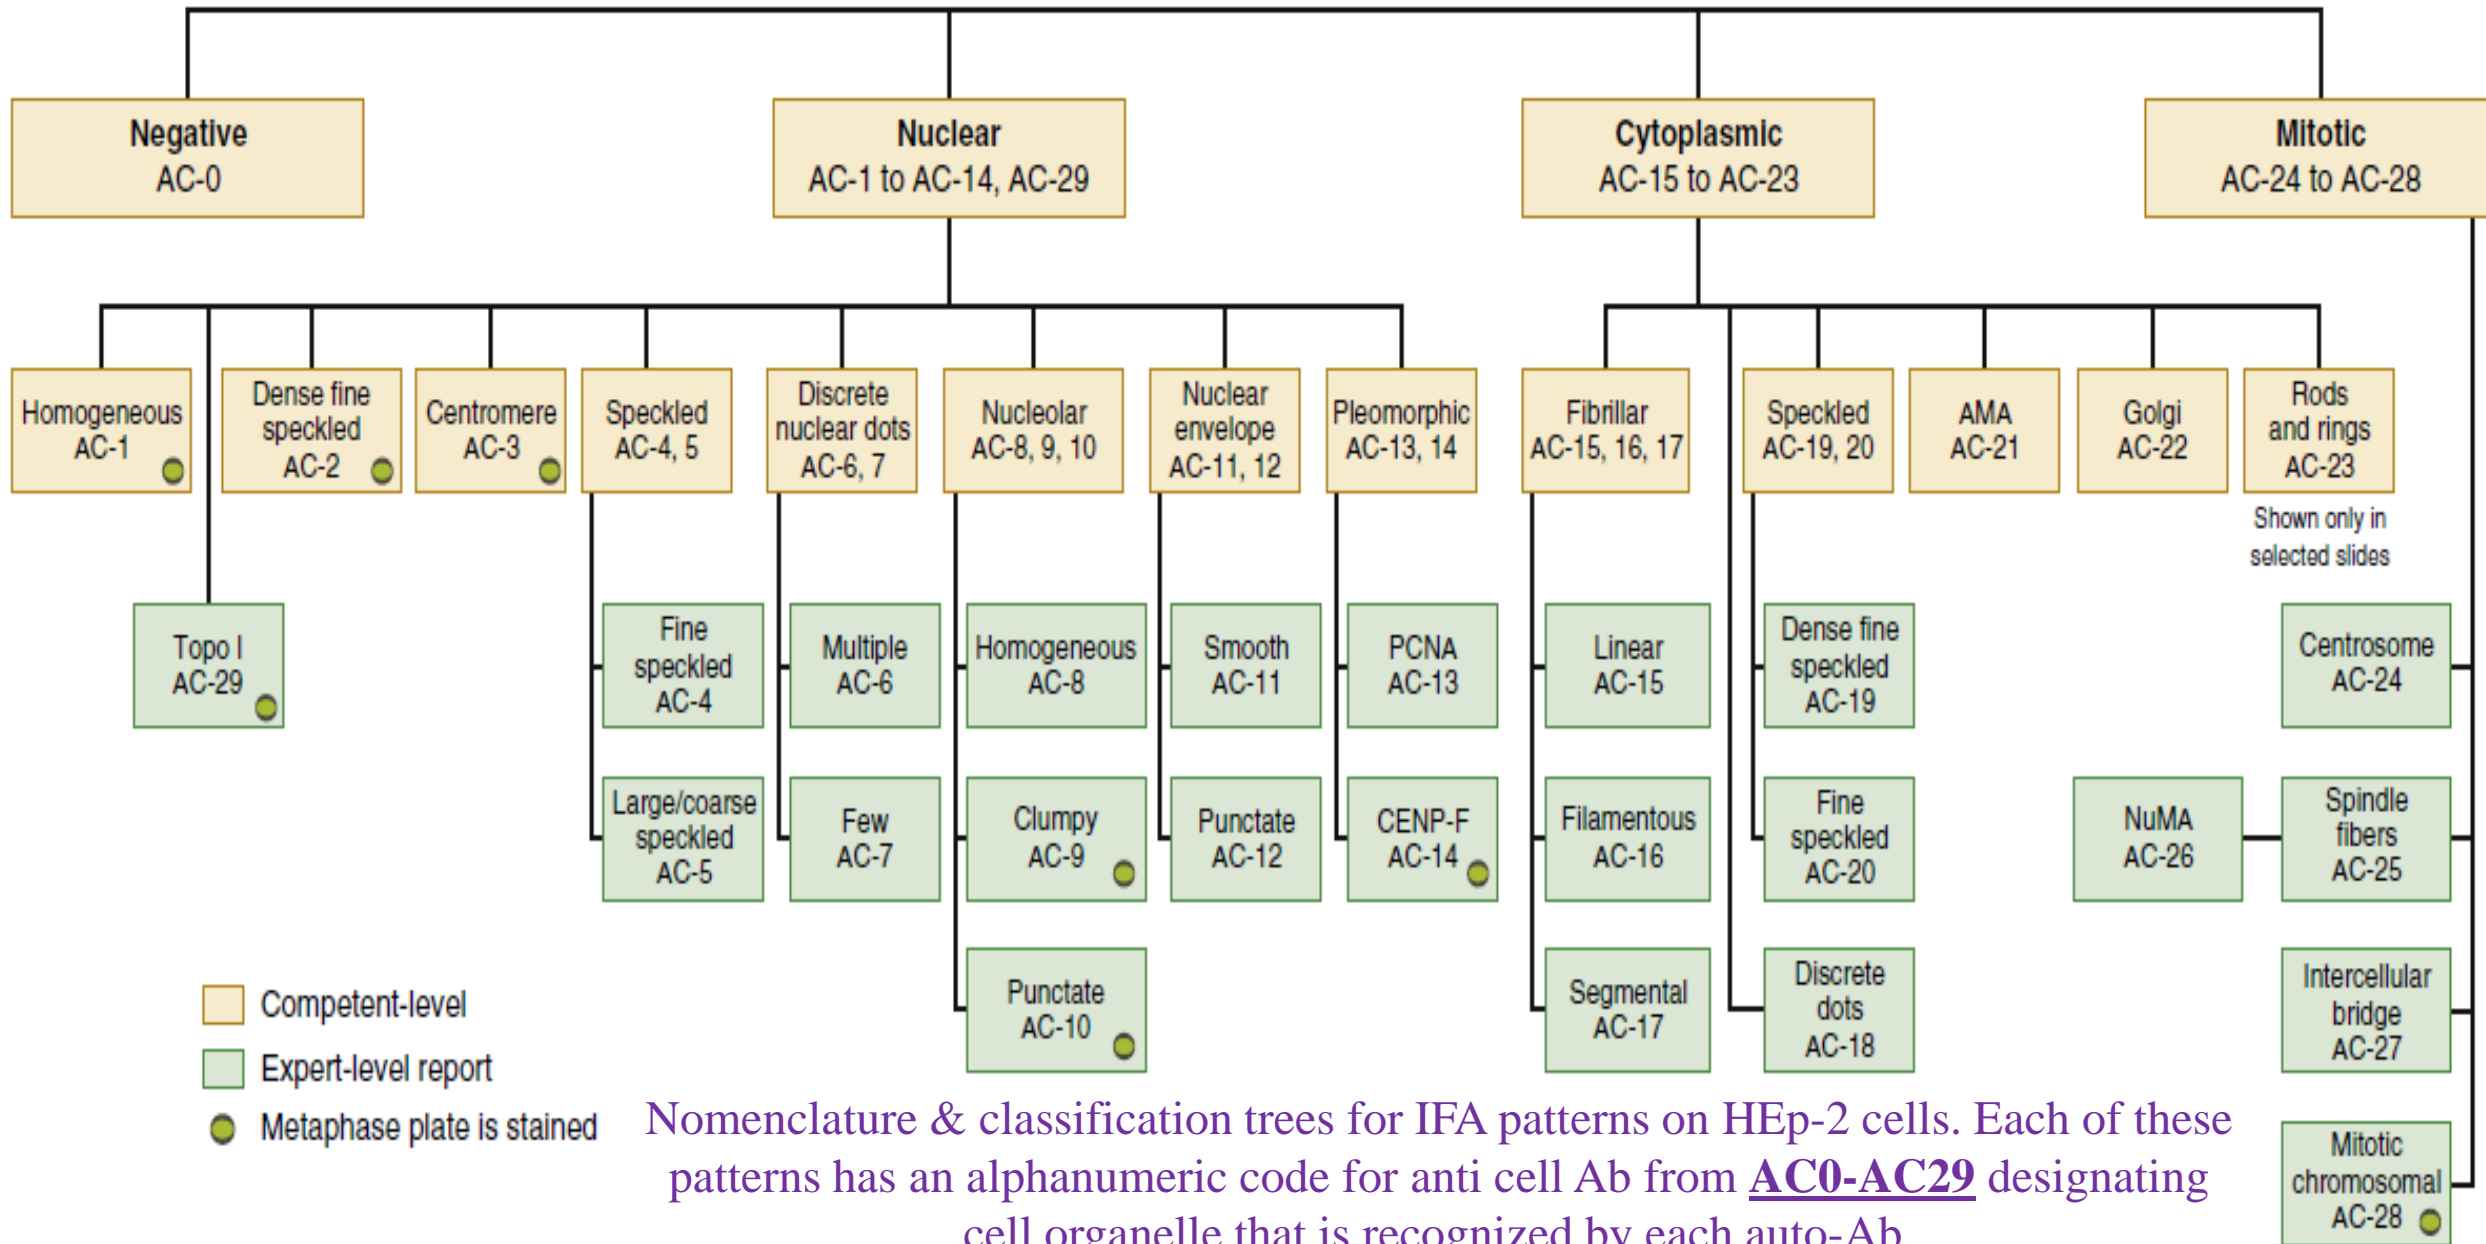 Negative
AC-0
Nuclear
AC-1 to AC-14, AC-29
Cytoplasmic
AC-15 to AC-23
Mitotic
AC-24 to AC-28
Homogeneous
AC-1
Dense fine
speckled
AC-2
Centromere
AC-3
Speckled
AC-4, 5
Discrete
nuclear dots
AC-6, 7
Nucleolar
AC-8, 9, 10
Nuclear
envelope
AC-11, 12
Pleomorphic
AC-13, 14
Fibrillar
AC-15, 16, 17
Speckled
AC-19, 20
AMA
AC-21
Golgi
AC-22
Rods
and rings
AC-23
Shown only in
selected slides
Topo I
AC-29
Fine
speckled
AC-4
Multiple
AC-6
Homogeneous
AC-8
Smooth
AC-11
PCNA
AC-13
Linear
AC-15
Dense fine
speckled
AC-19
Centrosome
AC-24
Large/coarse
speckled
AC-5
Few
AC-7
Clumpy
AC-9
Punctate
AC-12
CENP-F
AC-14
Filamentous
AC-16
Fine
speckled
AC-20
NuMA
AC-26
Spindle
fibers
AC-25
Punctate
AC-10
Segmental
AC-17
Discrete
dots
AC-18
Intercellular
bridge
AC-27
Mitotic
chromosomal
AC-28
Competent-level
Expert-level report
Metaphase plate is stained
Nomenclature & classification trees for IFA patterns on HEp-2 cells. Each of these
patterns has an alphanumeric code for anti cell Ab from AC0-AC29 designating
cell organelle that is recognized by each auto-Ab